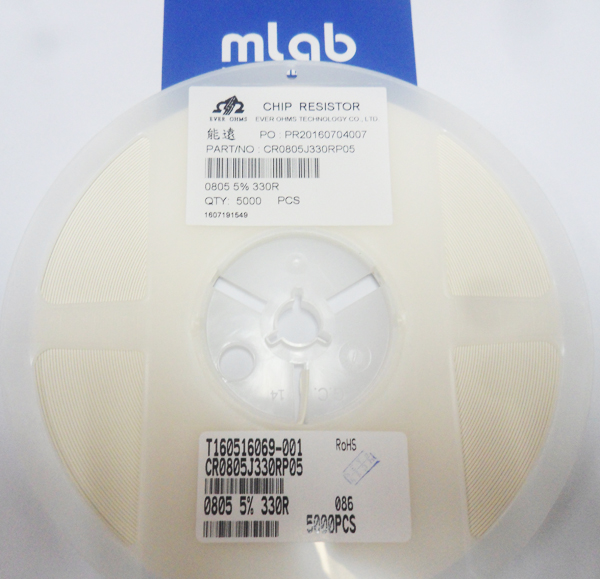 mlab
CHIP RESISTOR
EVER OHMS
EVER OHMS TECHNOLOGY CO., LTD.
能遠 PO : PR20160704007
PART/NO : CR0805J330RP05
0805 5% 330R
QTY: 5000 PCS
1607191549
C. 14
T160516069-001 RoHS
CR0805J330RP05
0805 5% 330R 086
5000PCS